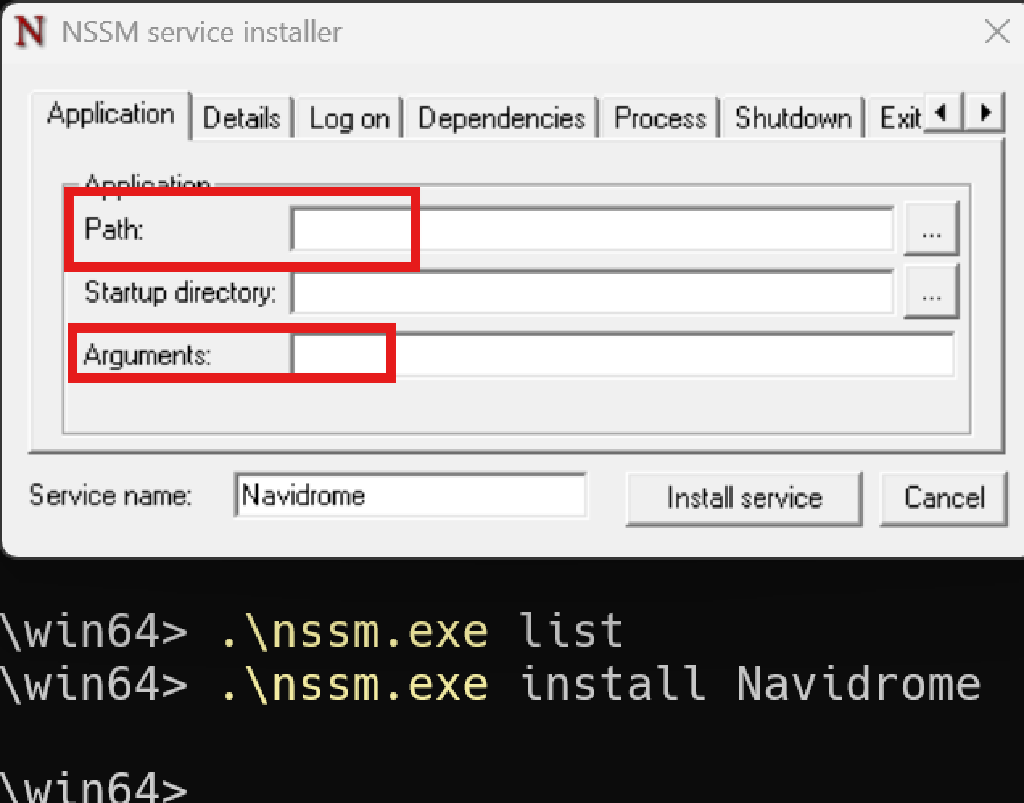 N NSSM service installer
Application Details Log on Dependencies Process Shutdown Exit
Application
Path: ...
Startup directory: ...
Arguments:
Service name: Navidrome Install service Cancel
\win64> .\nssm.exe list
\win64> .\nssm.exe install Navidrome
\win64>